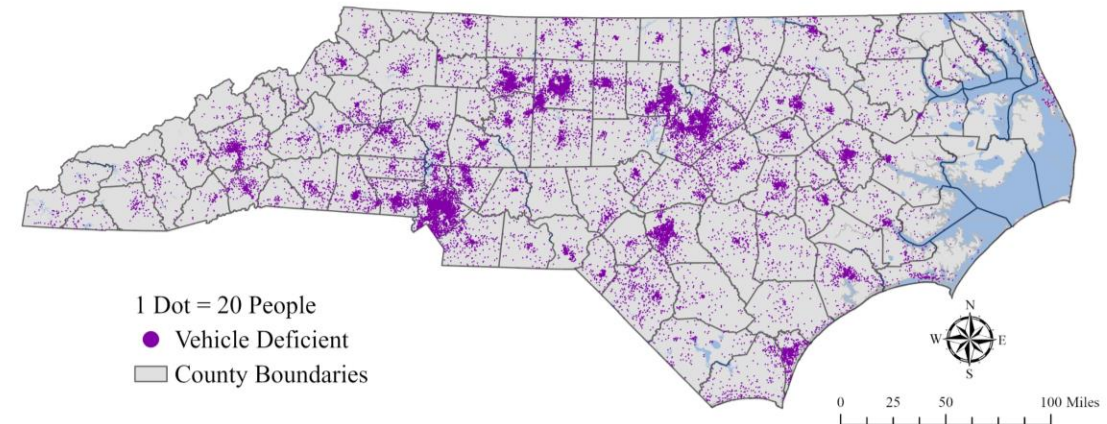 1 Dot = 20 People
Vehicle Deficient
County Boundaries
N
W E
S
0 25 50 100 Miles